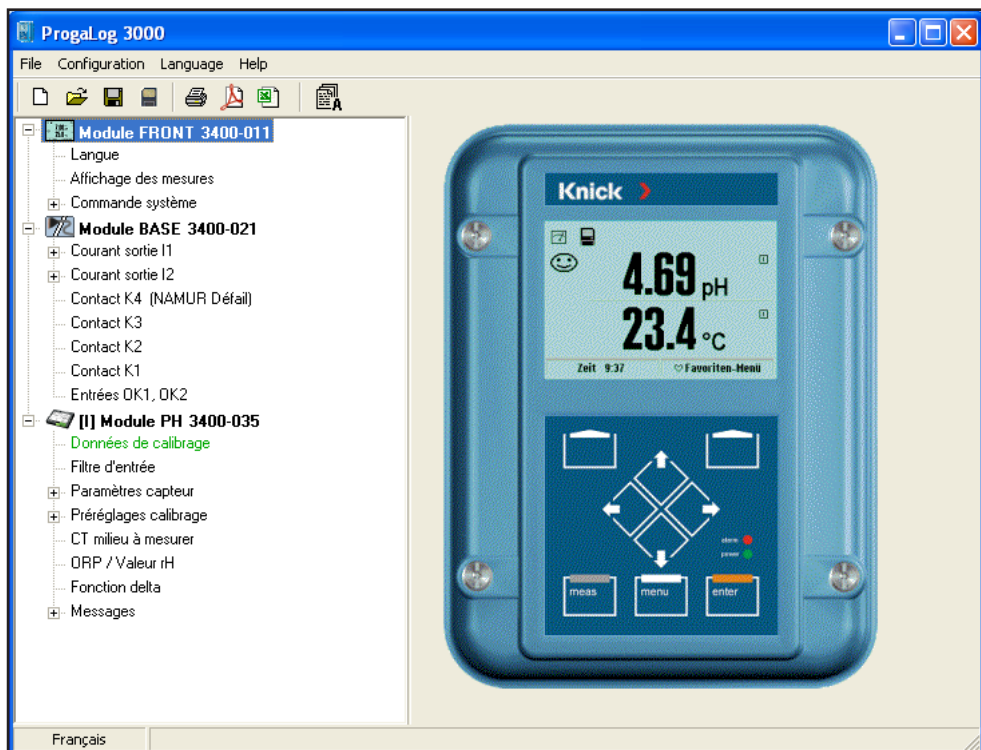 ProgaLog 3000
File Configuration Language Help
A
Module FRONT 3400-011
Langue
Affichage des mesures
Commande système
Module BASE 3400-021
Courant sortie I1
Courant sortie I2
Contact K4 (NAMUR Défail)
Contact K3
Contact K2
Contact K1
Entrées OK1, OK2
[I] Module PH 3400-035
Données de calibrage
Filtre d'entrée
Paramètres capteur
Préréglages calibrage
CT milieu à mesurer
ORP / Valeur rH
Fonction delta
Messages
Knick
4.69 pH
23.4 °C
Zeit 9:37 ♡Favoriten-Menü
alarm
power
meas menu enter
Français